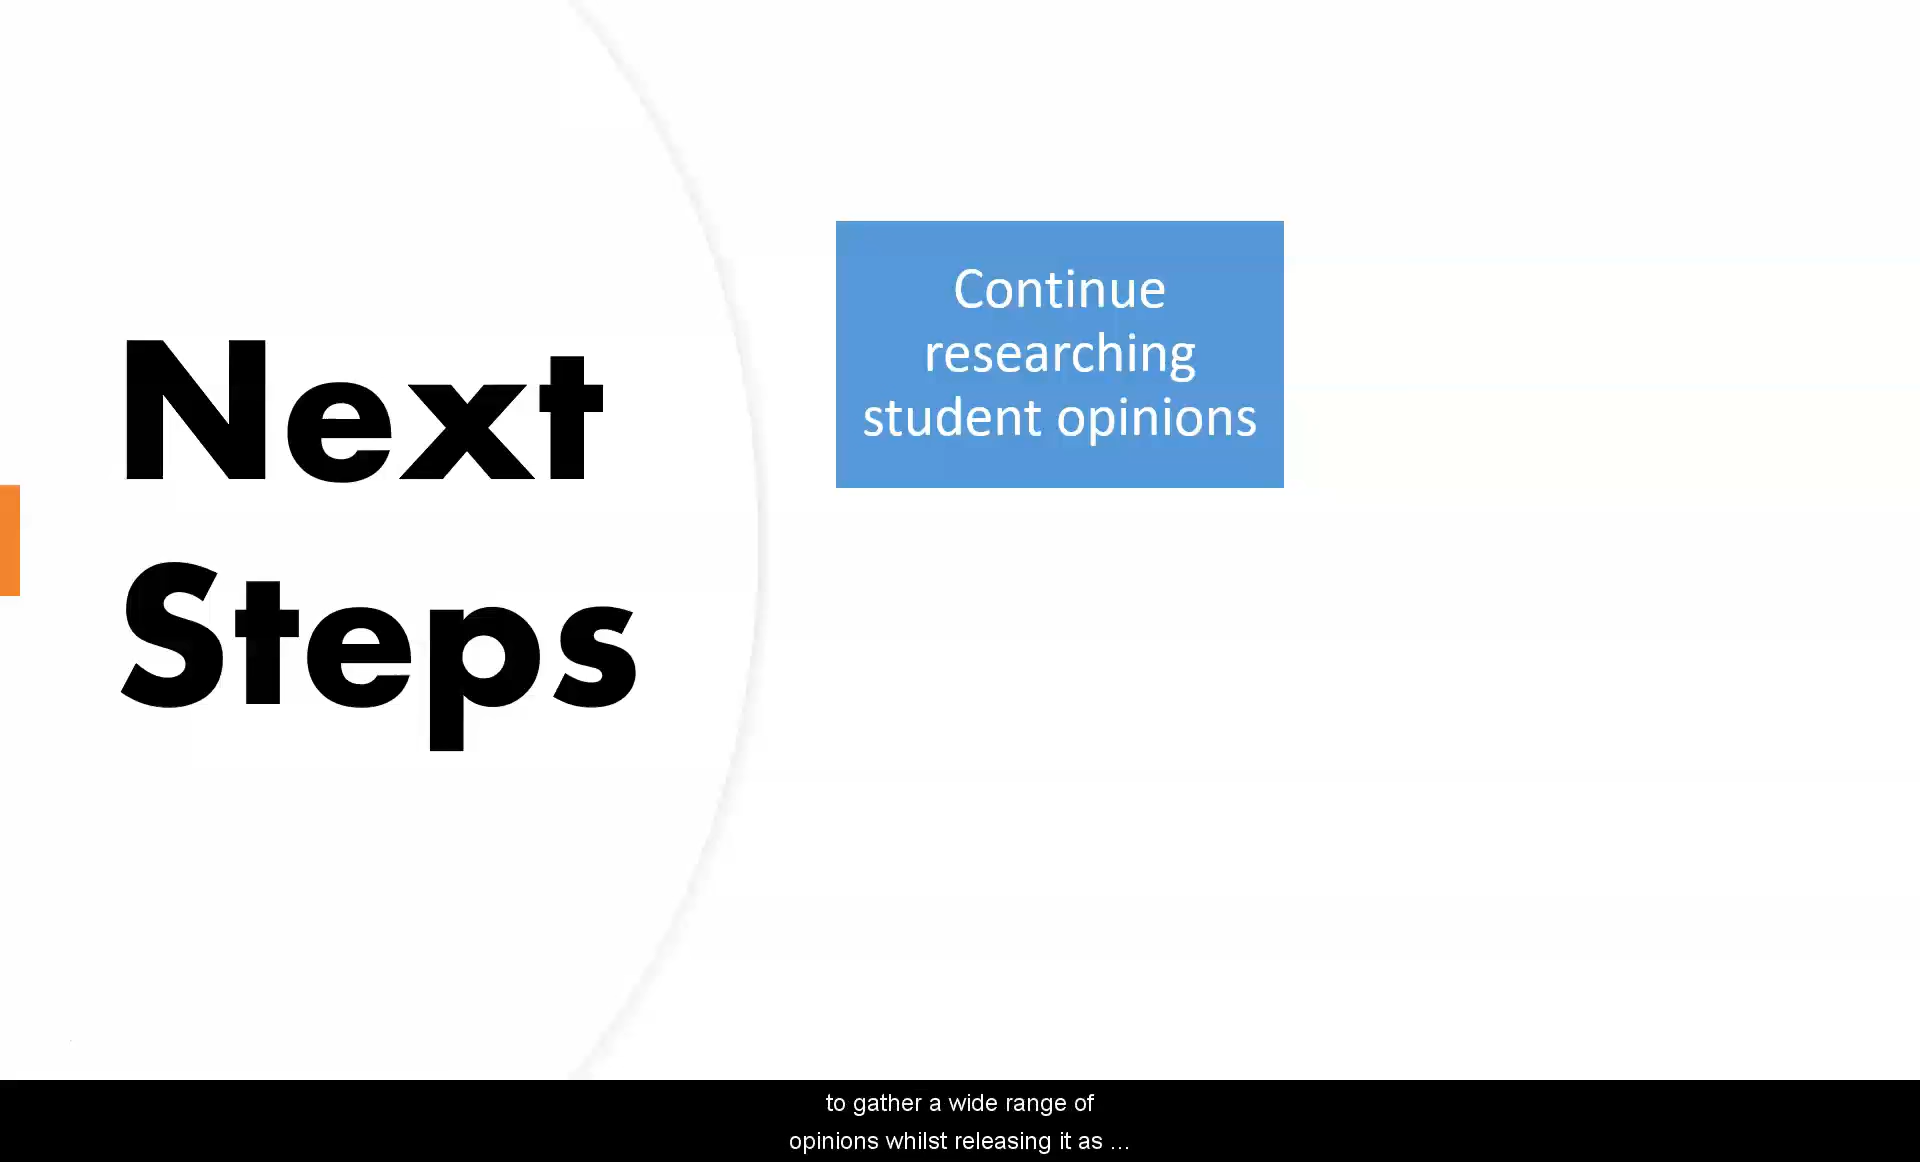 Next
Steps
Continue
researching
student opinions
to gather a wide range of
opinions whilst releasing it as ...